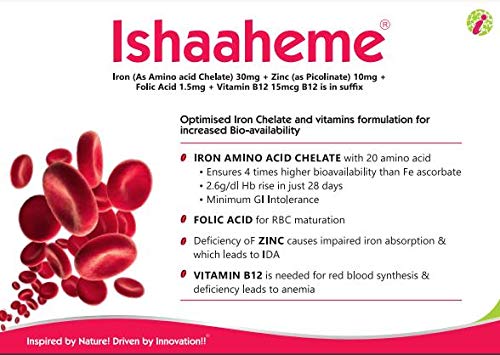 Ishaaheme®
Iron (As Amino acid Chelate) 30mg + Zinc (as Picolinate) 10mg +
Folic Acid 1.5mg + Vitamin B12 15mcg B12 is in suffix
Optimised Iron Chelate and vitamins formulation for
increased Bio-availability
IRON AMINO ACID CHELATE with 20 amino acid
• Ensures 4 times higher bioavailability than Fe ascorbate
• 2.6g/dl Hb rise in just 28 days
• Minimum GI Intolerance
FOLIC ACID for RBC maturation
Deficiency oF ZINC causes impaired iron absorption &
which leads to IDA
VITAMIN B12 is needed for red blood synthesis &
deficiency leads to anemia
Inspired by Nature! Driven by Innovation!!